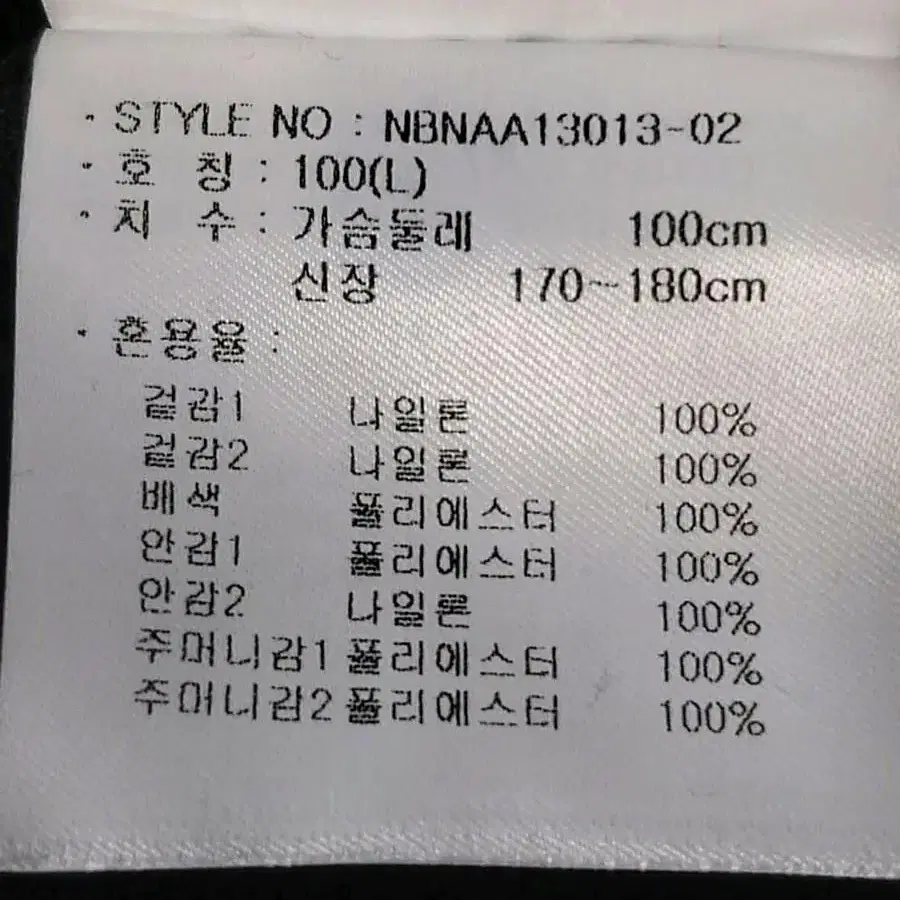 · STYLE NO : NBNAA13013-02
· 호 칭 : 100(L)
· 치 수 : 가슴둘레 100cm
신장 170~180cm
· 혼용율 :
겉감1 나일론 100%
겉감2 나일론 100%
배색 폴리에스터 100%
안감1 폴리에스터 100%
안감2 나일론 100%
주머니감1 폴리에스터 100%
주머니감2 폴리에스터 100%